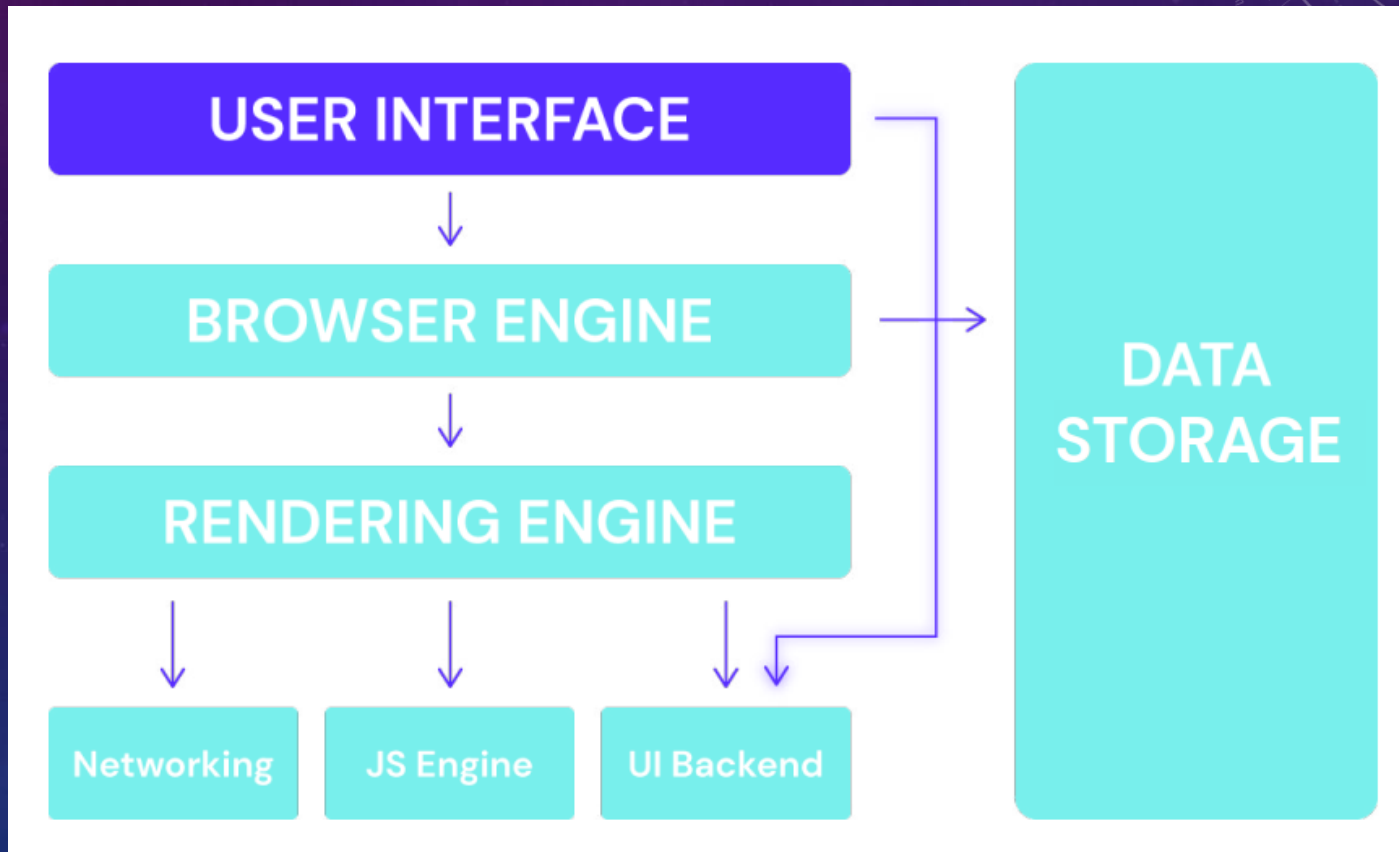 USER INTERFACE
BROWSER ENGINE
RENDERING ENGINE
Networking
JS Engine
UI Backend
DATA
STORAGE